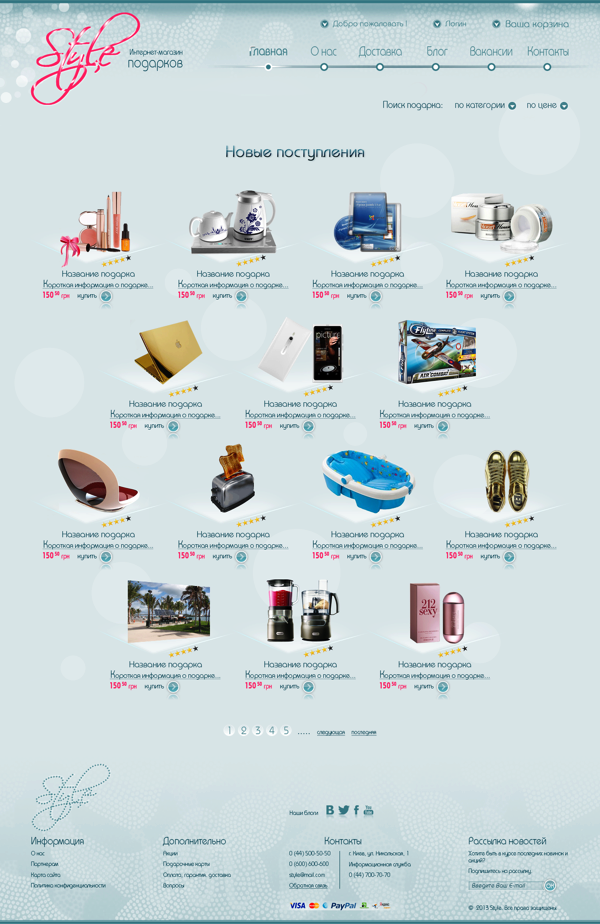 Style
Интернет-магазин
подарков
Добро пожаловать !
Логин
Ваша корзина
Главная
О нас
Доставка
Блог
Вакансии
Контакты
Поиск подарка:
по категории
по цене
Новые поступления
Название подарка
Короткая информация о подарке...
150 50 грн
купить
Название подарка
Короткая информация о подарке...
150 50 грн
купить
Название подарка
Короткая информация о подарке...
150 50 грн
купить
Название подарка
Короткая информация о подарке...
150 50 грн
купить
Flyline
AIR COMBAT
Название подарка
Короткая информация о подарке...
150 50 грн
купить
Название подарка
Короткая информация о подарке...
150 50 грн
купить
Название подарка
Короткая информация о подарке...
150 50 грн
купить
Название подарка
Короткая информация о подарке...
150 50 грн
купить
Название подарка
Короткая информация о подарке...
150 50 грн
купить
Название подарка
Короткая информация о подарке...
150 50 грн
купить
Название подарка
Короткая информация о подарке...
150 50 грн
купить
212
sexy
Название подарка
Короткая информация о подарке...
150 50 грн
купить
Название подарка
Короткая информация о подарке...
150 50 грн
купить
Название подарка
Короткая информация о подарке...
150 50 грн
купить
1 2 3 4 5 ..... следующая последняя
Style
Наши блоги
Информация
О нас
Партнерам
Карта сайта
Политика конфиденциальности
Дополнительно
Акции
Подарочные карты
Оплата, гарантия, доставка
Вопросы
Контакты
0 (44) 500-50-50
0 (600) 600-600
style@mail.com
Обратная связь
г. Киев, ул. Никольская, 1
Информационная служба
0 (44) 700-70-70
VISA
PayPal
Рассылка новостей
Хотите быть в курсе последних новинок и
акций?
Подпишитесь на рассылку.
Введите Ваш E-mail
© 2013 Style. Все права защищены.